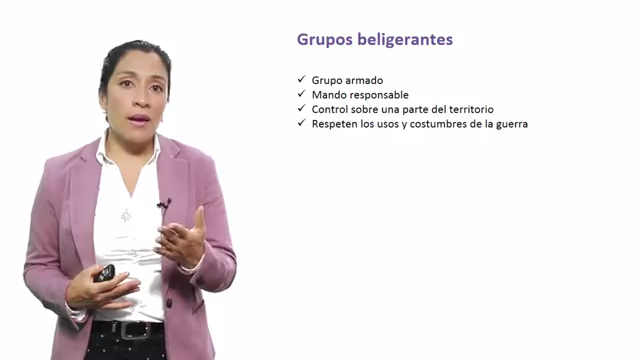 Grupos beligerantes
✓ Grupo armado
✓ Mando responsable
✓ Control sobre una parte del territorio
✓ Respeten los usos y costumbres de la guerra